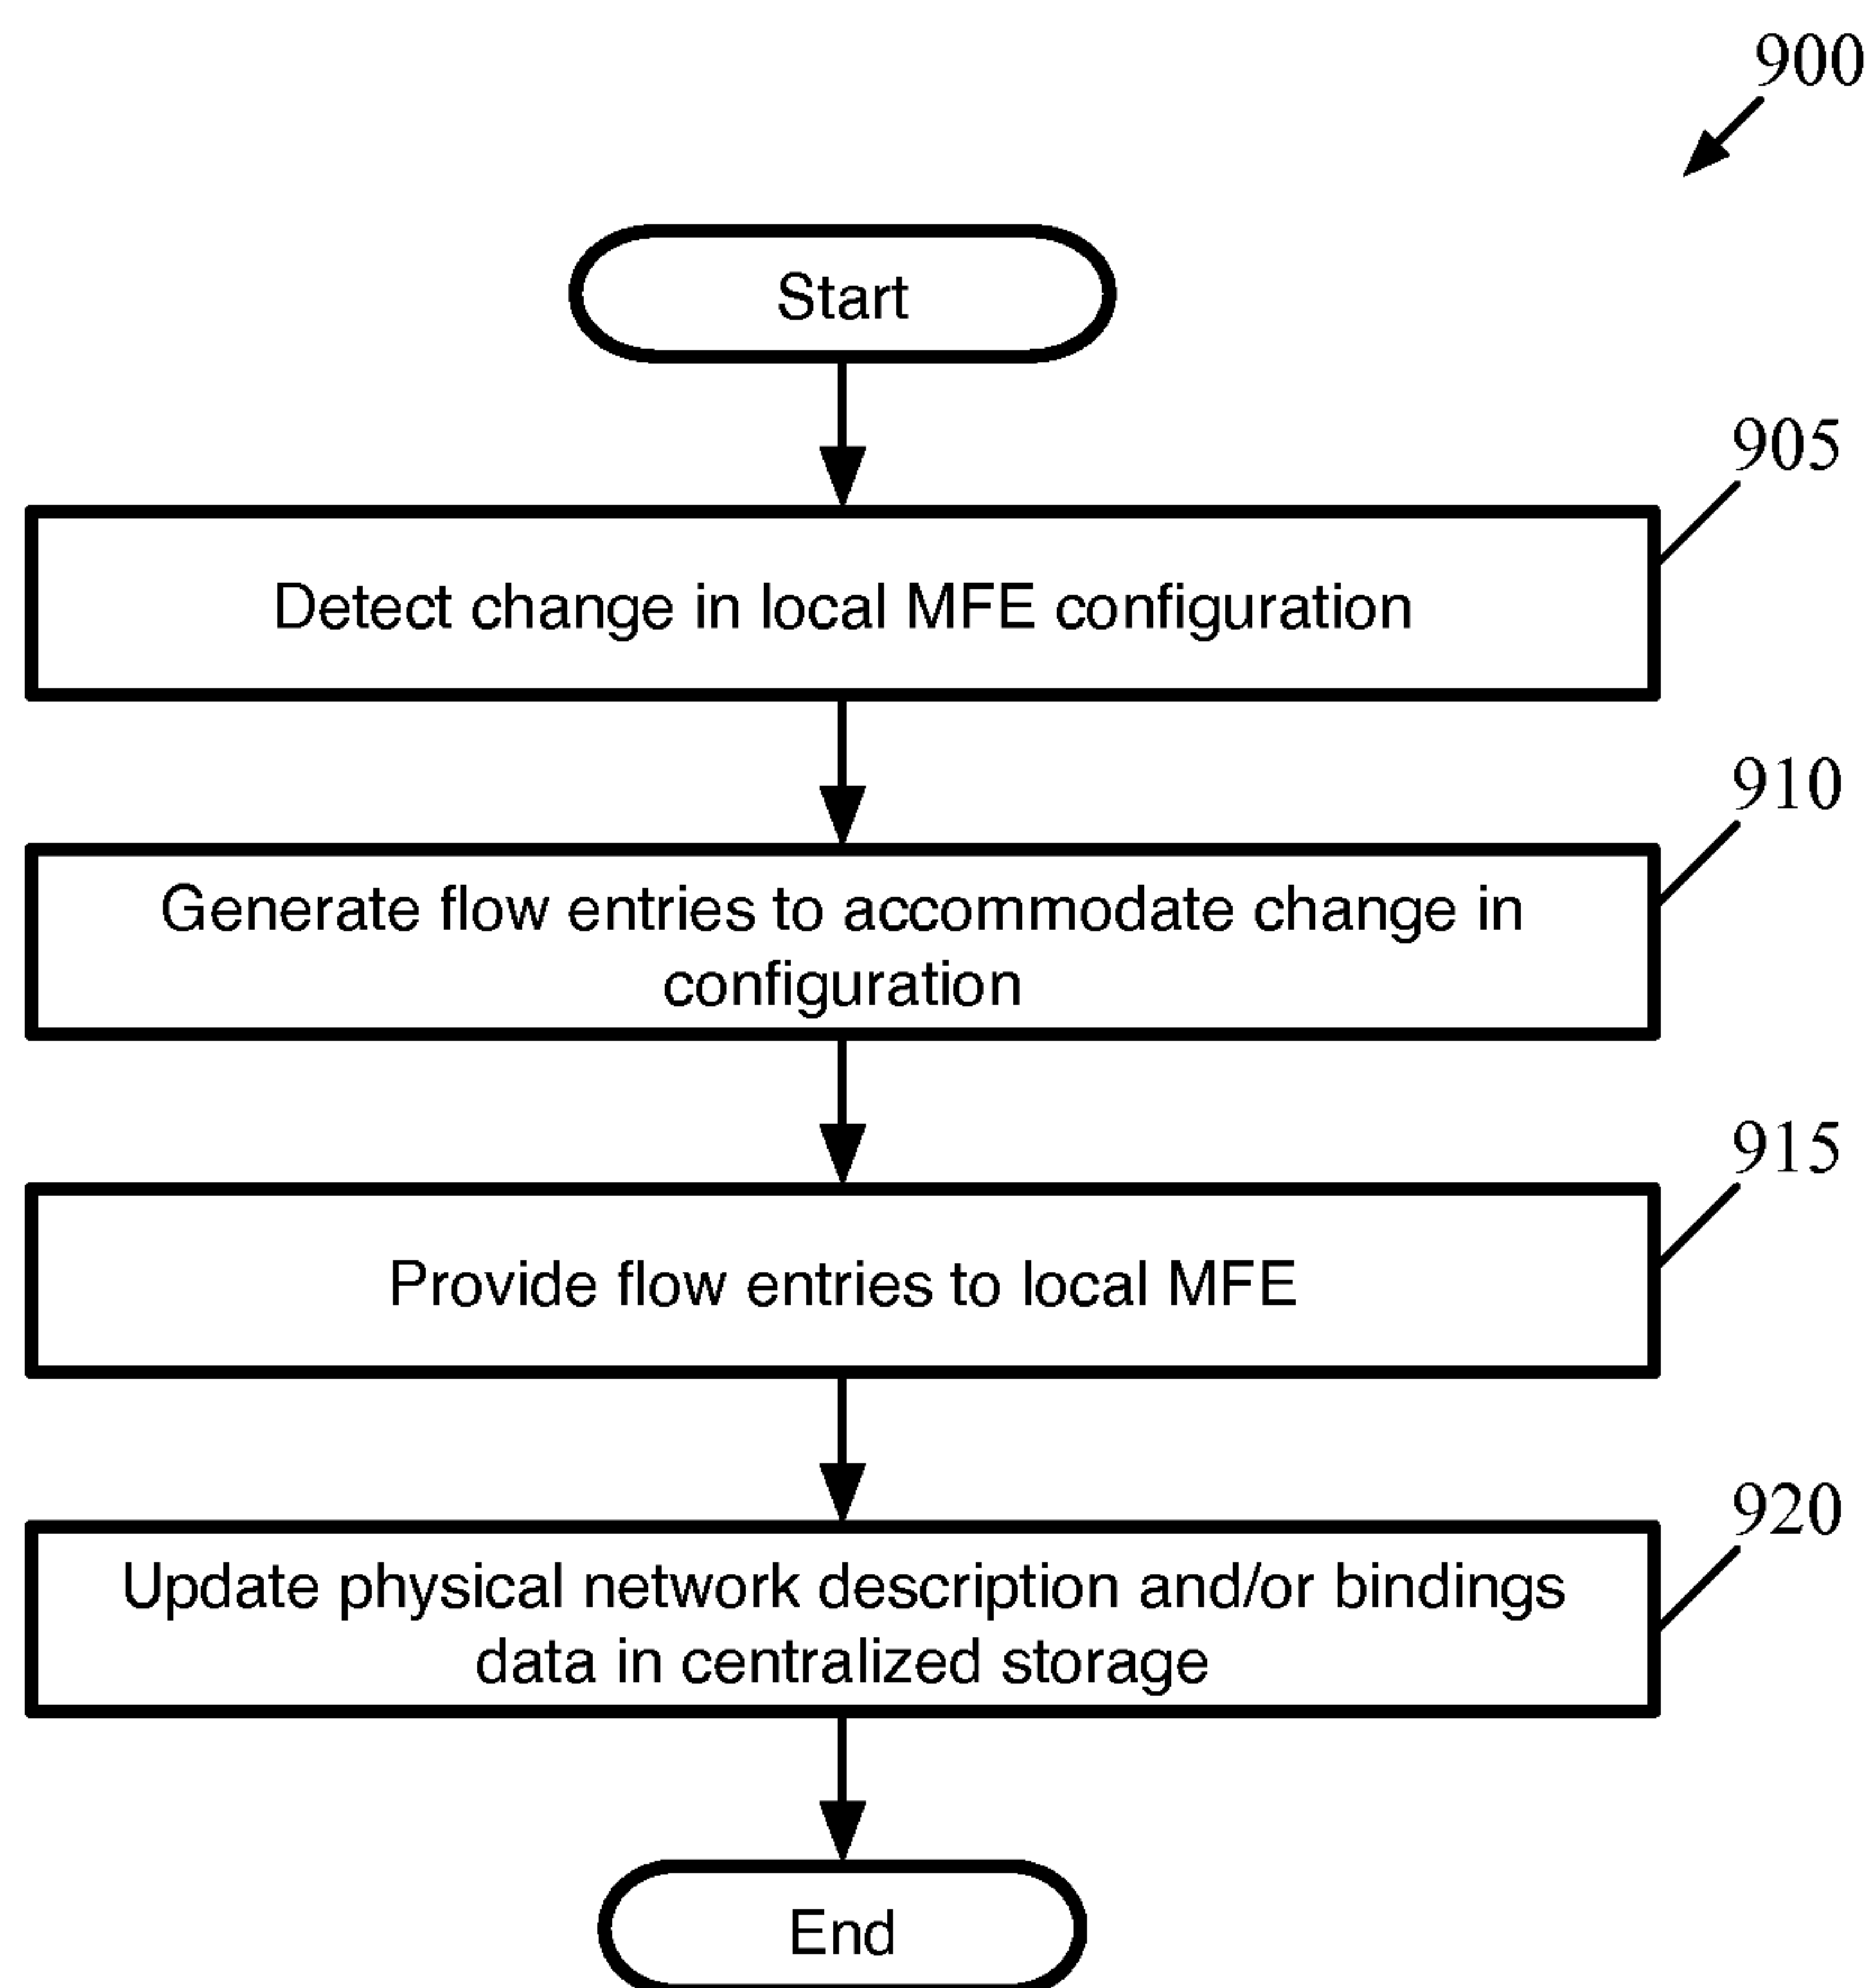 900
Start
905
Detect change in local MFE configuration
910
Generate flow entries to accommodate change in
configuration
915
Provide flow entries to local MFE
920
Update physical network description and/or bindings
data in centralized storage
End